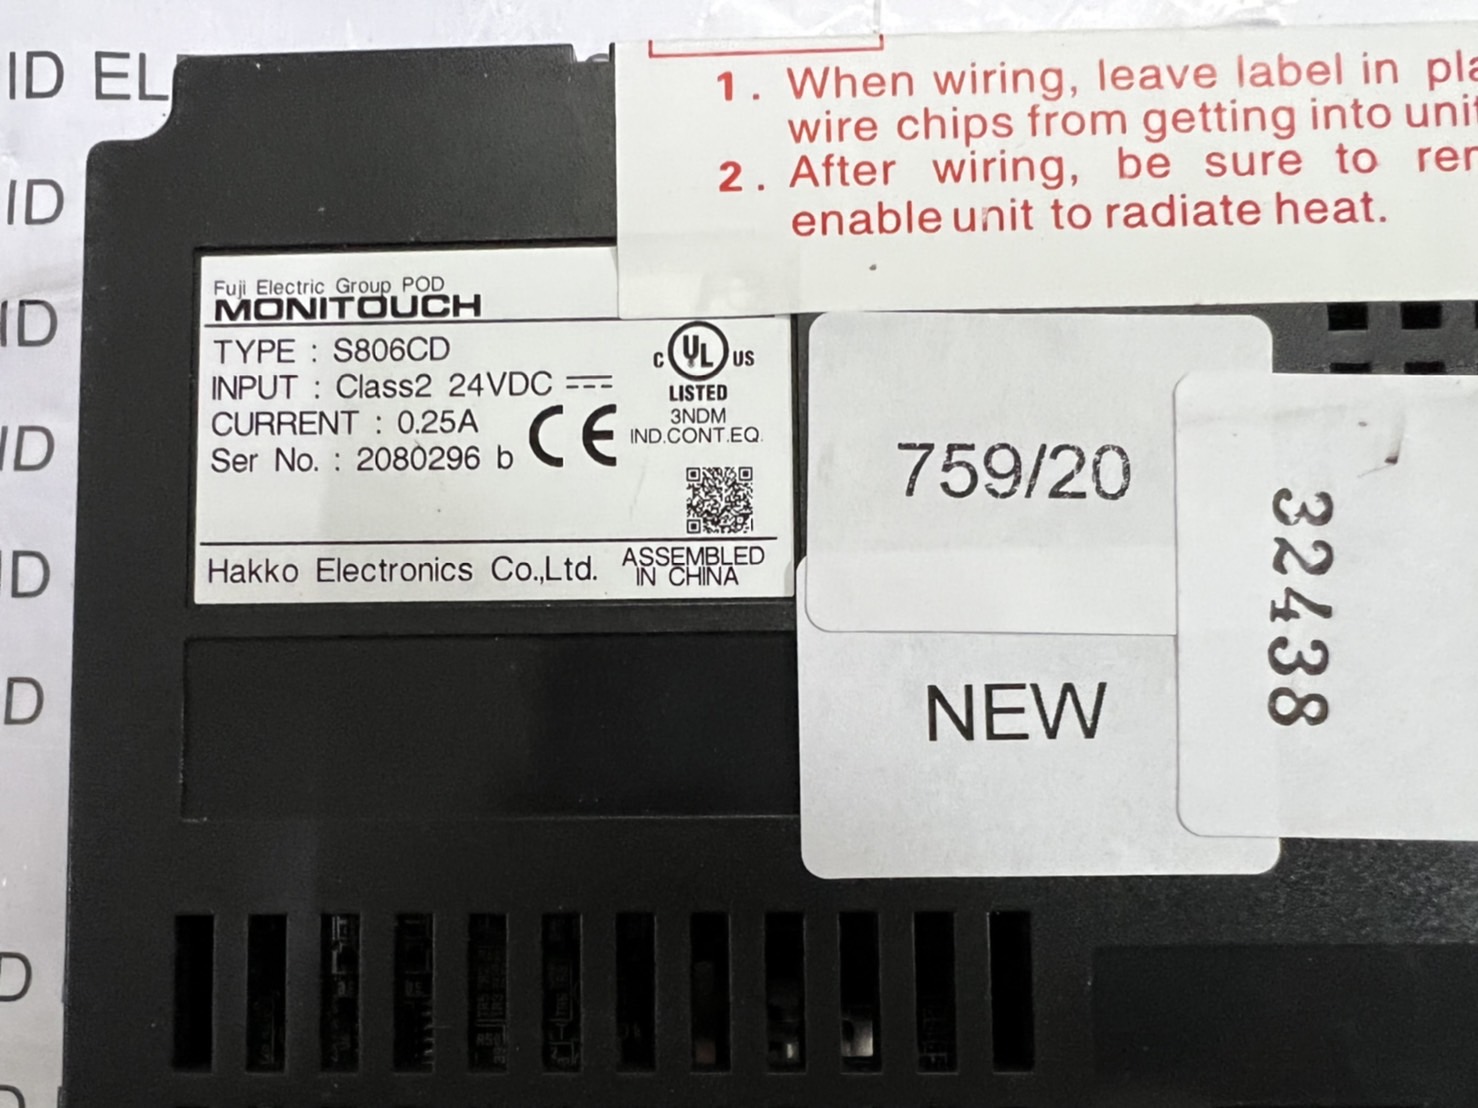 ID EL
ID
ID
ID
ID
D
D
D
1. When wiring, leave label in
wire chips from getting into
2. After wiring, be sure to
enable unit to radiate heat.
Fuji Electric Group POD
MONITOUCH
TYPE : S806CD
INPUT : Class2 24VDC
CURRENT : 0.25A
Ser No. : 2080296 b
CE
C UL US
LISTED
3NDM
IND.CONT.EQ.
Hakko Electronics Co.,Ltd.
ASSEMBLED
IN CHINA
759/20
NEW
32438